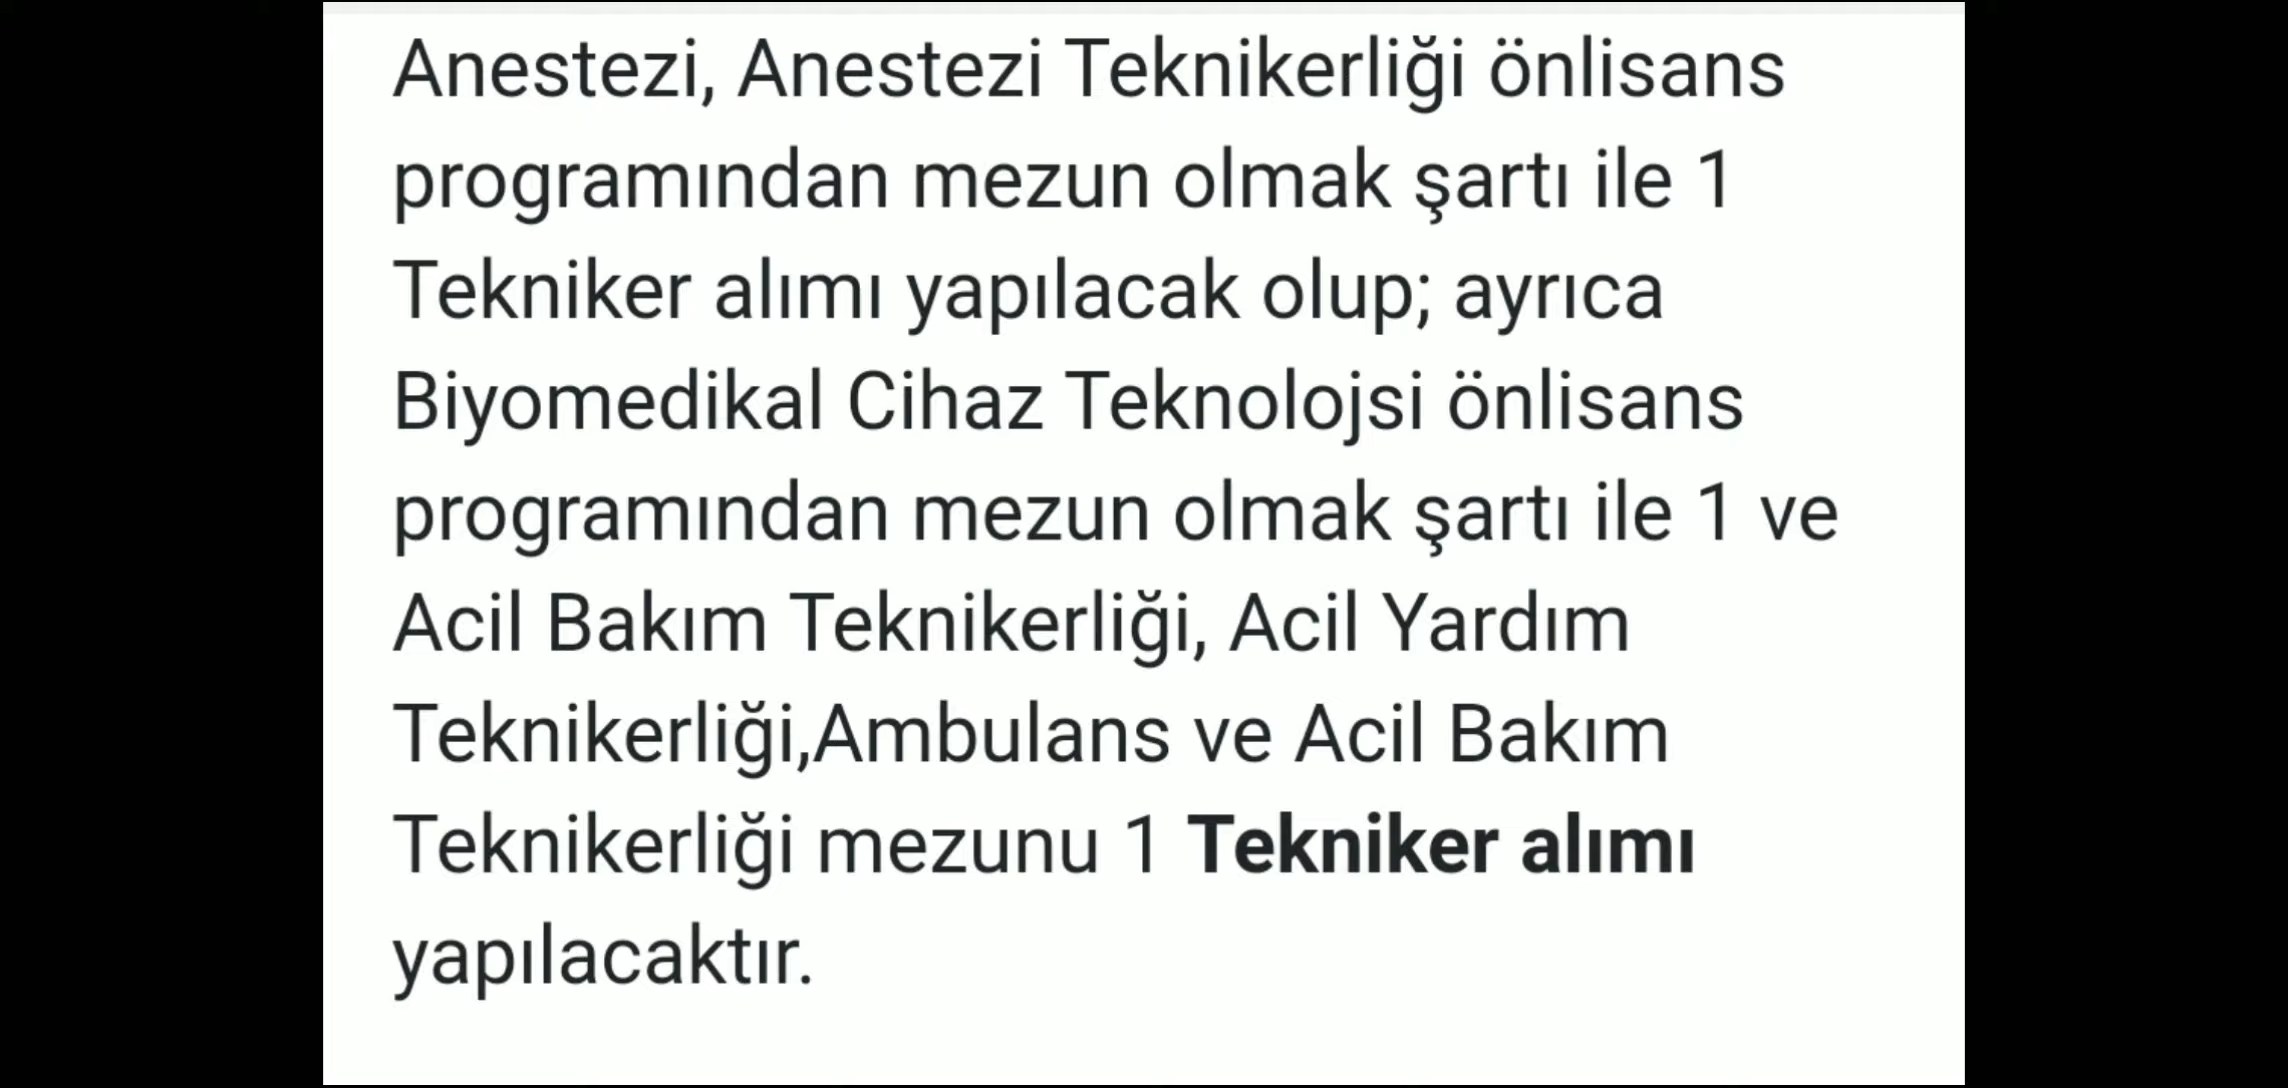 Anestezi, Anestezi Teknikerliği önlisans
programından mezun olmak şartı ile 1
Tekniker alımı yapılacak olup; ayrıca
Biyomedikal Cihaz Teknolojsi önlisans
programından mezun olmak şartı ile 1 ve
Acil Bakım Teknikerliği, Acil Yardım
Teknikerliği,Ambulans ve Acil Bakım
Teknikerliği mezunu 1 Tekniker alımı
yapılacaktır.